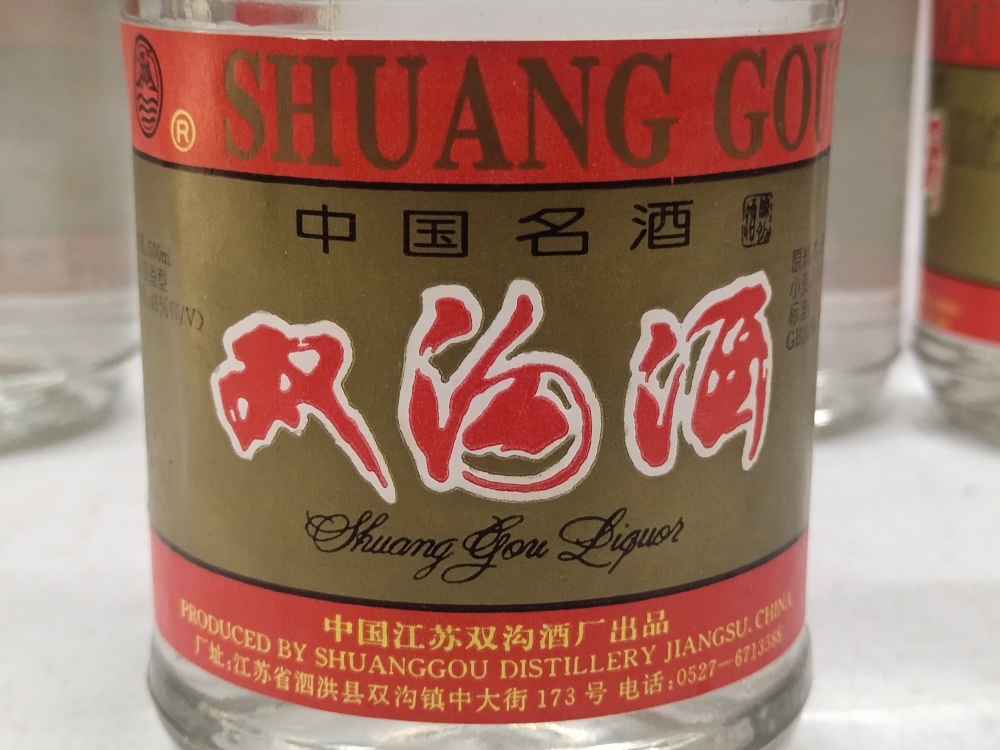 SHUANG GOU
®
中国名酒
双沟酒
Shuang Gou Liquor
中国江苏双沟酒厂出品
PRODUCED BY SHUANGGOU DISTILLERY JIANGSU. CHINA
厂址:江苏省泗洪县双沟镇中大街173号 电话:0527-6713388